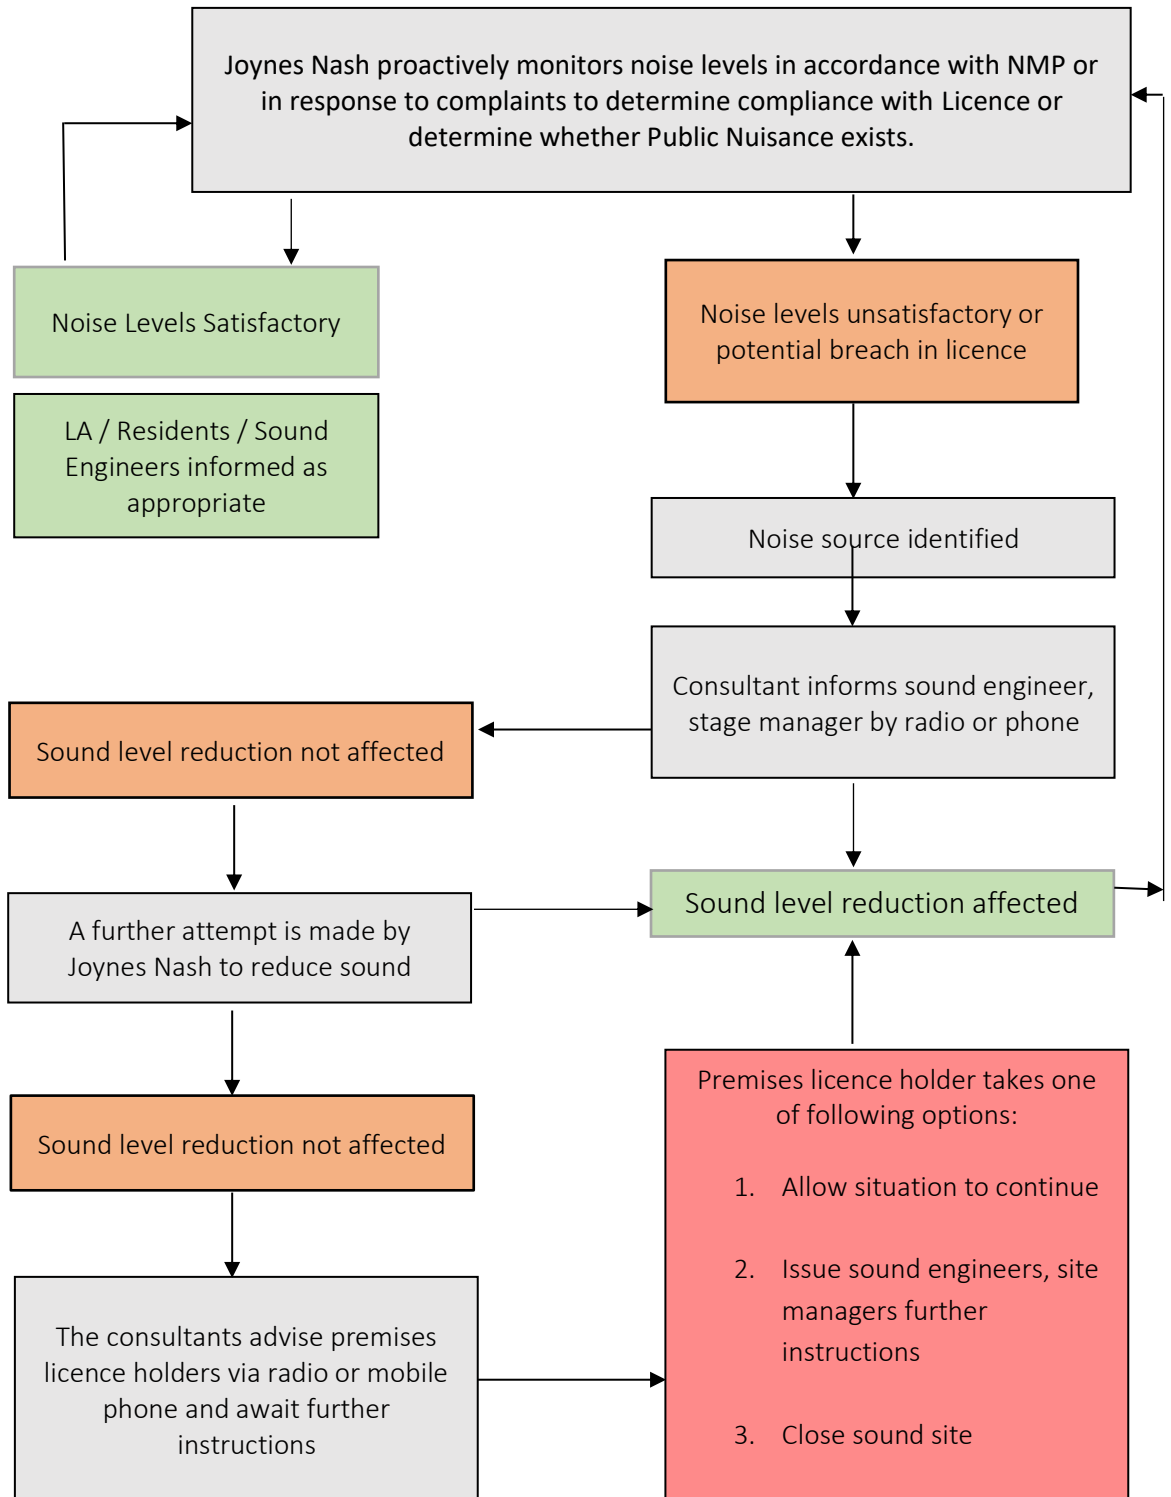 Joynes Nash proactively monitors noise levels in accordance with NMP or
in response to complaints to determine compliance with Licence or
determine whether Public Nuisance exists.
Noise Levels Satisfactory
Noise levels unsatisfactory or
potential breach in licence
LA / Residents / Sound
Engineers informed as
appropriate
Noise source identified
Consultant informs sound engineer,
stage manager by radio or phone
Sound level reduction not affected
Sound level reduction affected
A further attempt is made by
Joynes Nash to reduce sound
Sound level reduction not affected
The consultants advise premises
licence holders via radio or mobile
phone and await further
instructions
Premises licence holder takes one
of following options:
1. Allow situation to continue
2. Issue sound engineers, site
managers further
instructions
3. Close sound site